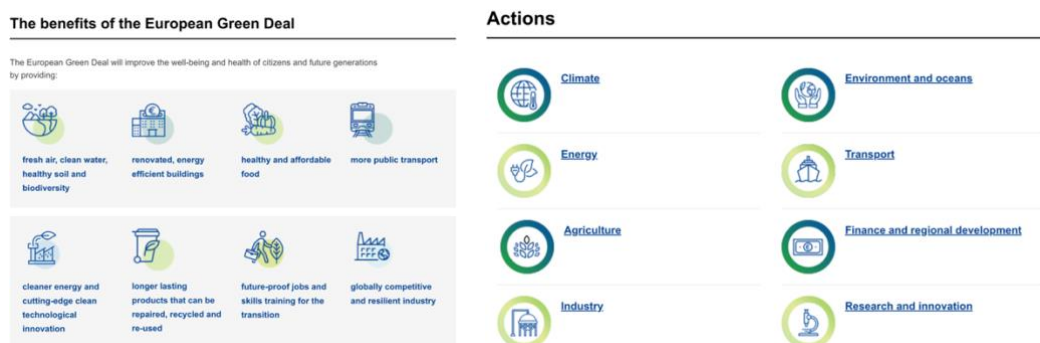 The benefits of the European Green Deal
The European Green Deal will improve the well-being and health of citizens and future generations
by providing:
fresh air, clean water,
healthy soil and
biodiversity
renovated, energy
efficient buildings
healthy and affordable
food
more public transport
cleaner energy and
cutting-edge clean
technological
innovation
longer lasting
products that can be
repaired, recycled and
re-used
future-proof jobs and
skills training for the
transition
globally competitive
and resilient industry
Actions
Climate
Environment and oceans
Energy
Transport
Agriculture
Finance and regional development
Industry
Research and innovation